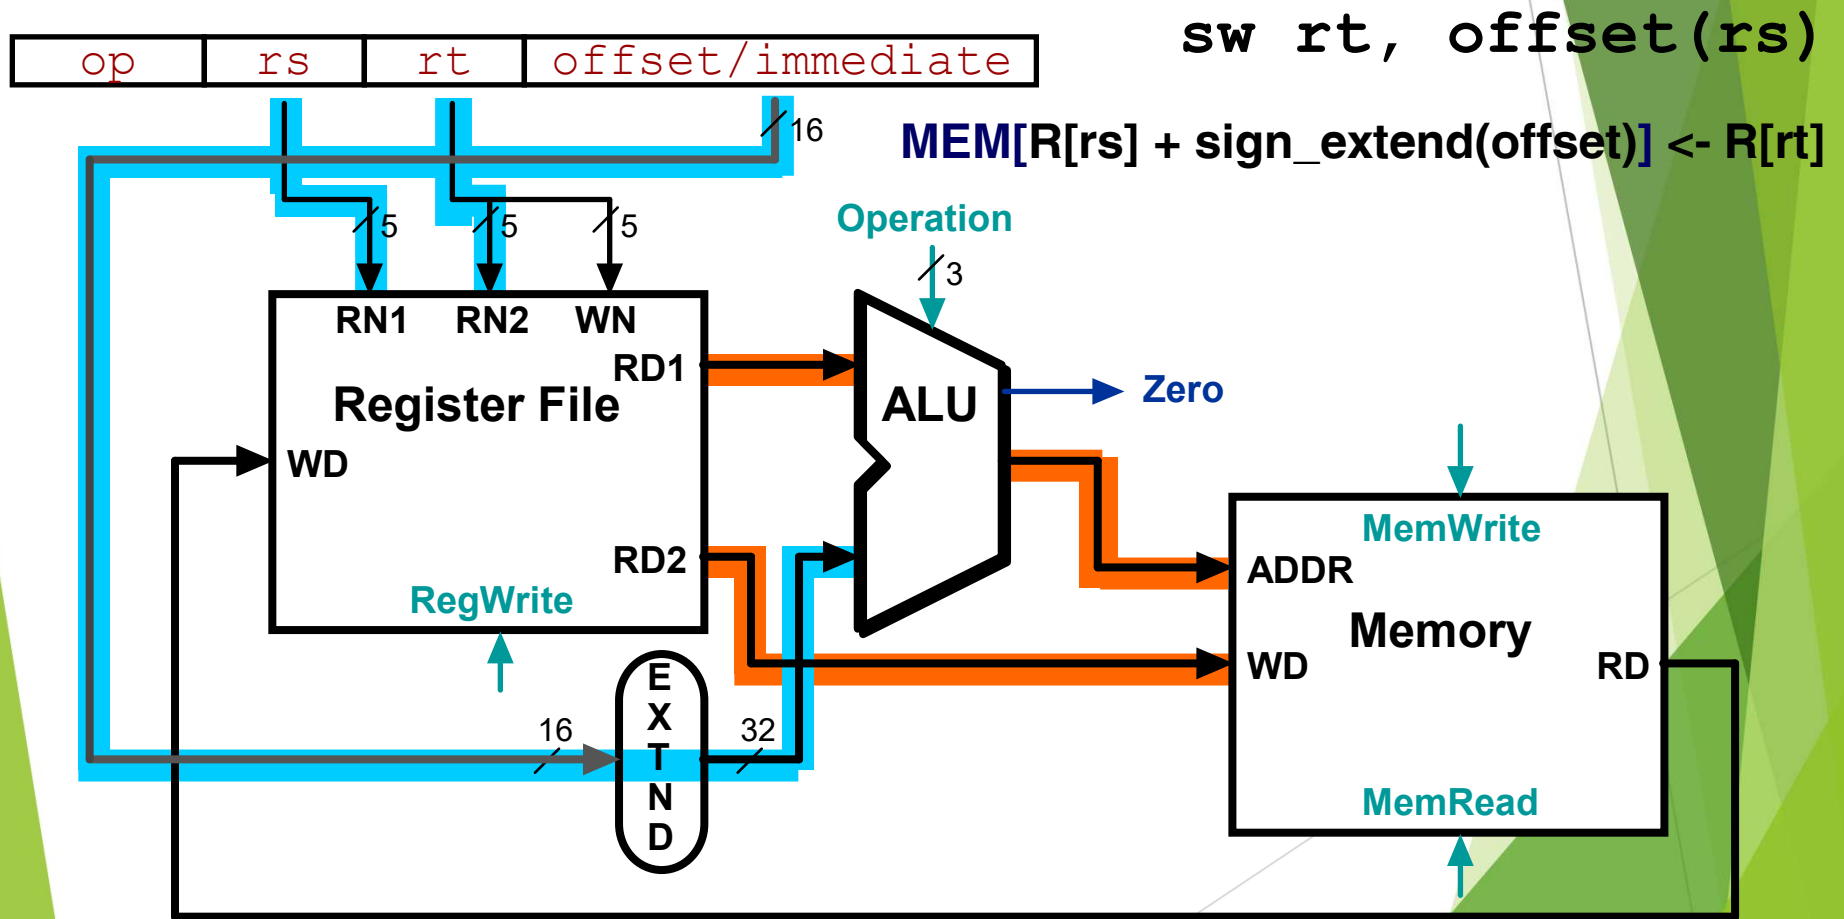 sw rt, offset(rs)
op rs rt offset/immediate
16
MEM[R[rs] + sign_extend(offset)] <- R[rt]
5 5 5
Operation
3
RN1 RN2 WN
RD1
Register File
ALU
Zero
WD
RD2
RegWrite
MemWrite
ADDR
Memory
WD
RD
MemRead
16
E
X
T
N
D
32